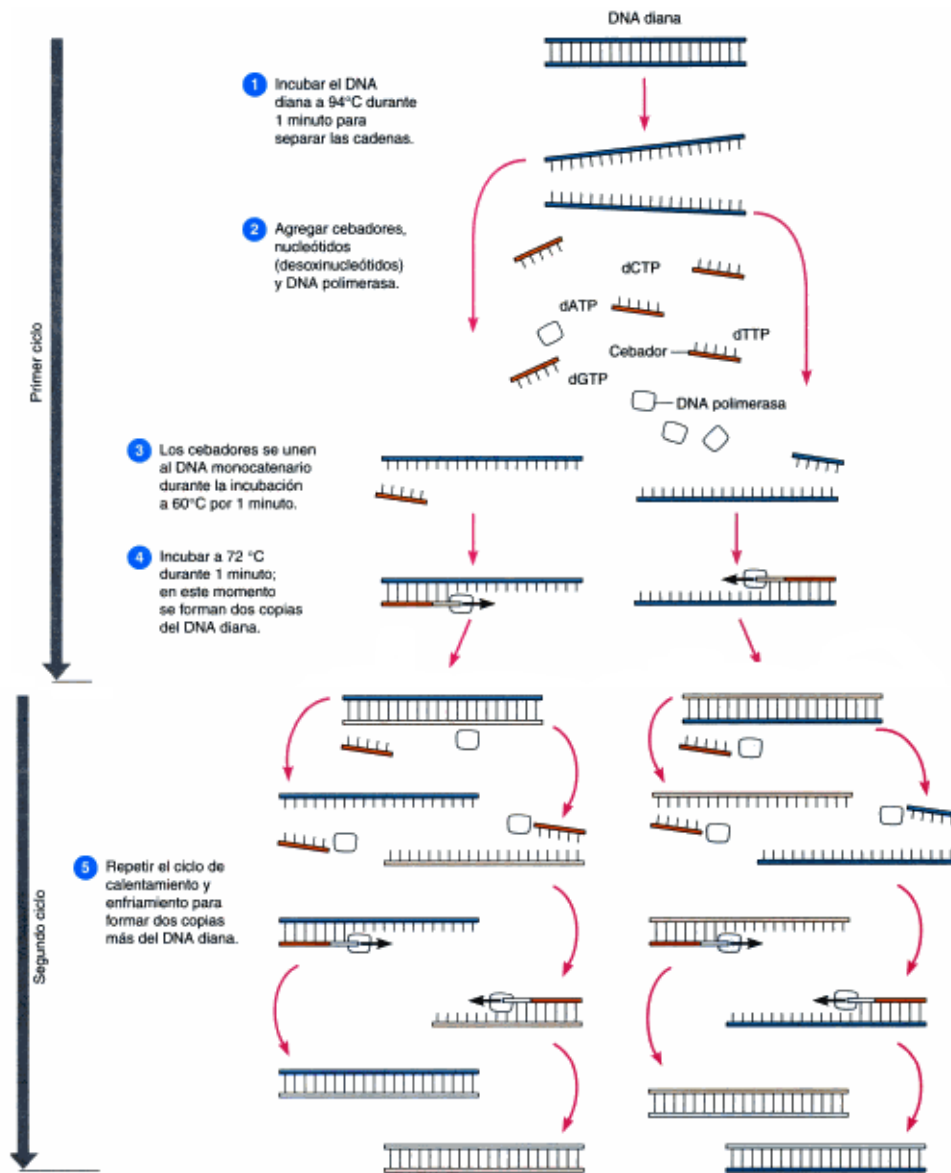 DNA diana
1 Incubar el DNA
diana a 94°C durante
1 minuto para
separar las cadenas.
2 Agregar cebadores,
nucleótidos
(desoxinucleótidos)
y DNA polimerasa.
dCTP
dATP
dTTP
Cebador
dGTP
DNA polimerasa
Primer ciclo
3 Los cebadores se unen
al DNA monocatenario
durante la incubación
a 60°C por 1 minuto.
4 Incubar a 72 °C
durante 1 minuto;
en este momento
se forman dos copias
del DNA diana.
5 Repetir el ciclo de
calentamiento y
enfriamiento para
formar dos copias
más del DNA diana.
Segundo ciclo